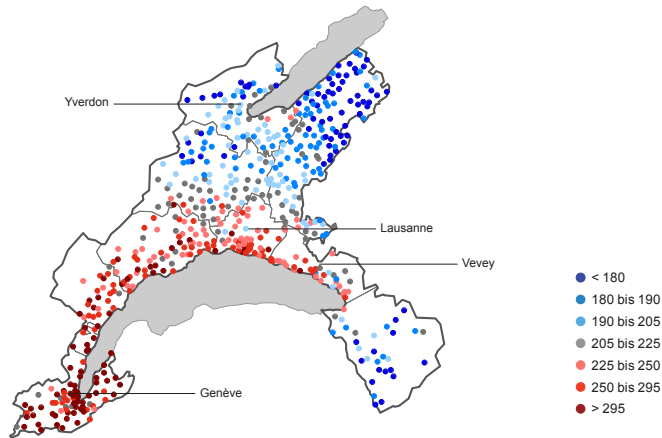 Yverdon
Lausanne
Vevey
Genève
< 180
180 bis 190
190 bis 205
205 bis 225
225 bis 250
250 bis 295
> 295